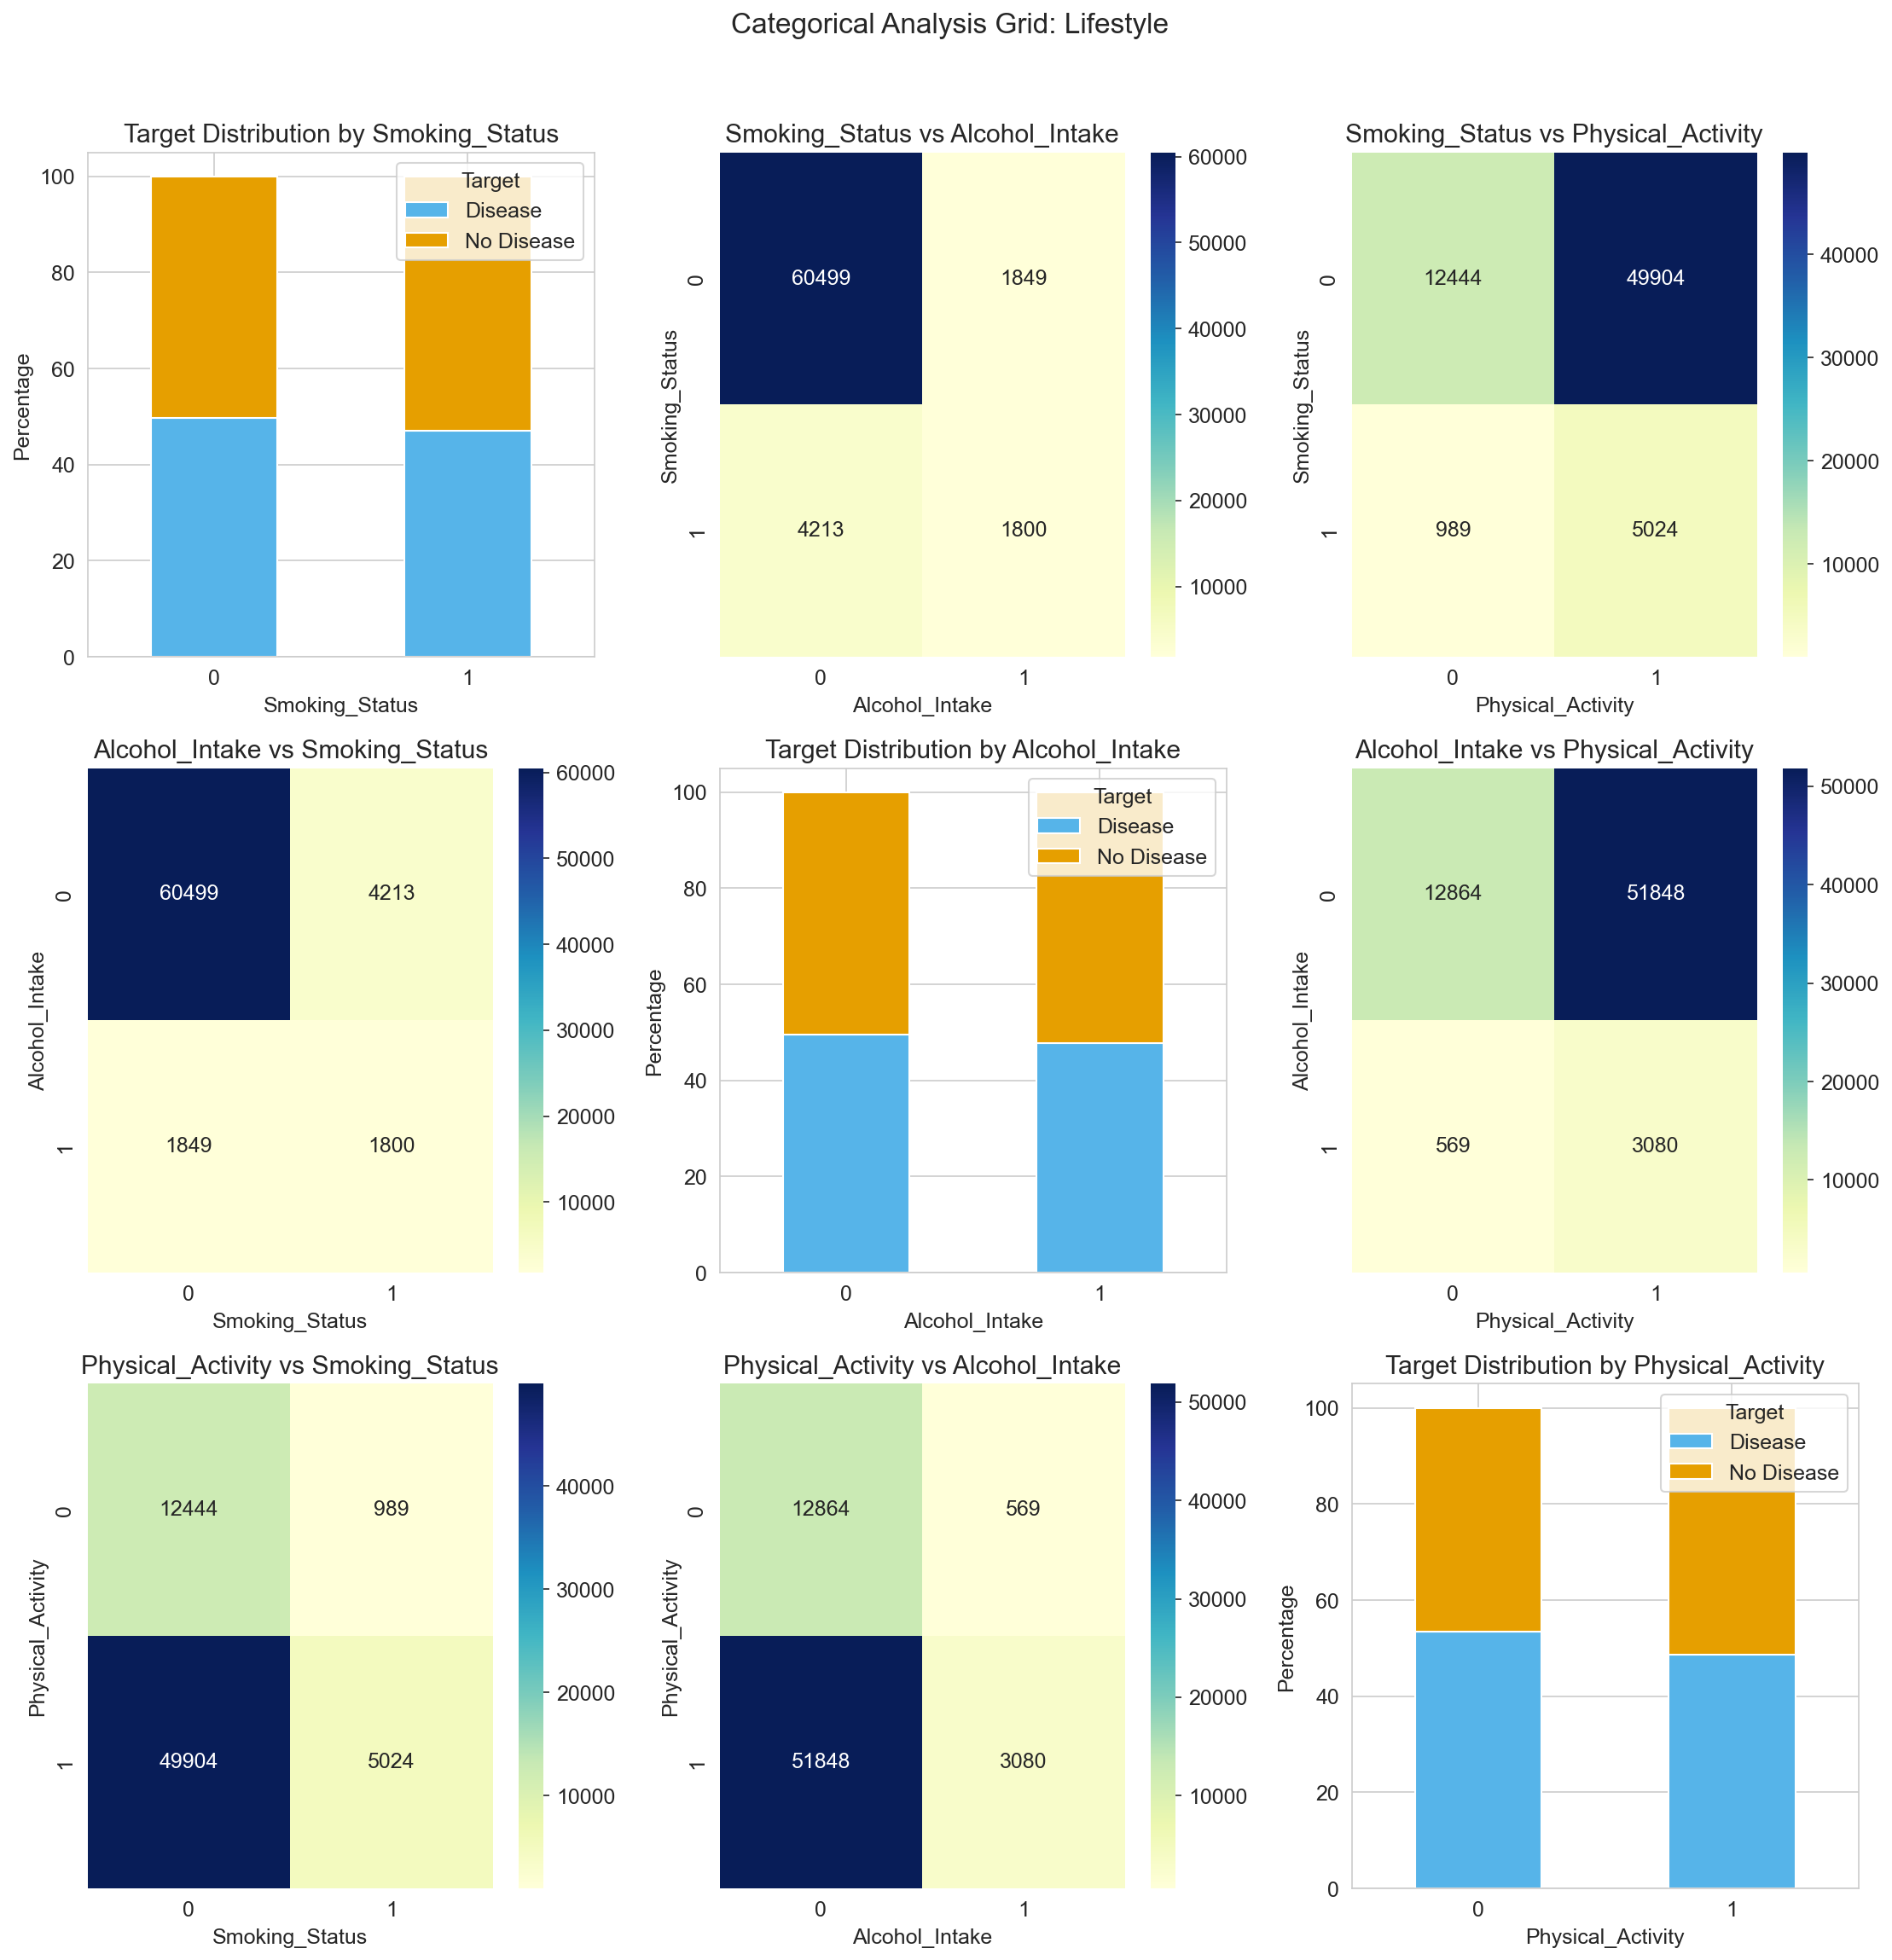 Categorical Analysis Grid: Lifestyle
Target Distribution by Smoking_Status
Percentage
100
80
60
40
20
0
0
1
Smoking_Status
Target
Disease
No Disease
Smoking_Status vs Alcohol_Intake
Smoking_Status
0
1
60499
1849
4213
1800
0
1
Alcohol_Intake
60000
50000
40000
30000
20000
10000
Smoking_Status vs Physical_Activity
Smoking_Status
0
1
12444
49904
989
5024
0
1
Physical_Activity
40000
30000
20000
10000
Alcohol_Intake vs Smoking_Status
Alcohol_Intake
0
1
60499
4213
1849
1800
0
1
Smoking_Status
60000
50000
40000
30000
20000
10000
Target Distribution by Alcohol_Intake
Percentage
100
80
60
40
20
0
0
1
Alcohol_Intake
Target
Disease
No Disease
Alcohol_Intake vs Physical_Activity
Alcohol_Intake
0
1
12864
51848
569
3080
0
1
Physical_Activity
50000
40000
30000
20000
10000
Physical_Activity vs Smoking_Status
Physical_Activity
0
1
12444
989
49904
5024
0
1
Smoking_Status
40000
30000
20000
10000
Physical_Activity vs Alcohol_Intake
Physical_Activity
0
1
12864
569
51848
3080
0
1
Alcohol_Intake
50000
40000
30000
20000
10000
Target Distribution by Physical_Activity
Percentage
100
80
60
40
20
0
0
1
Physical_Activity
Target
Disease
No Disease